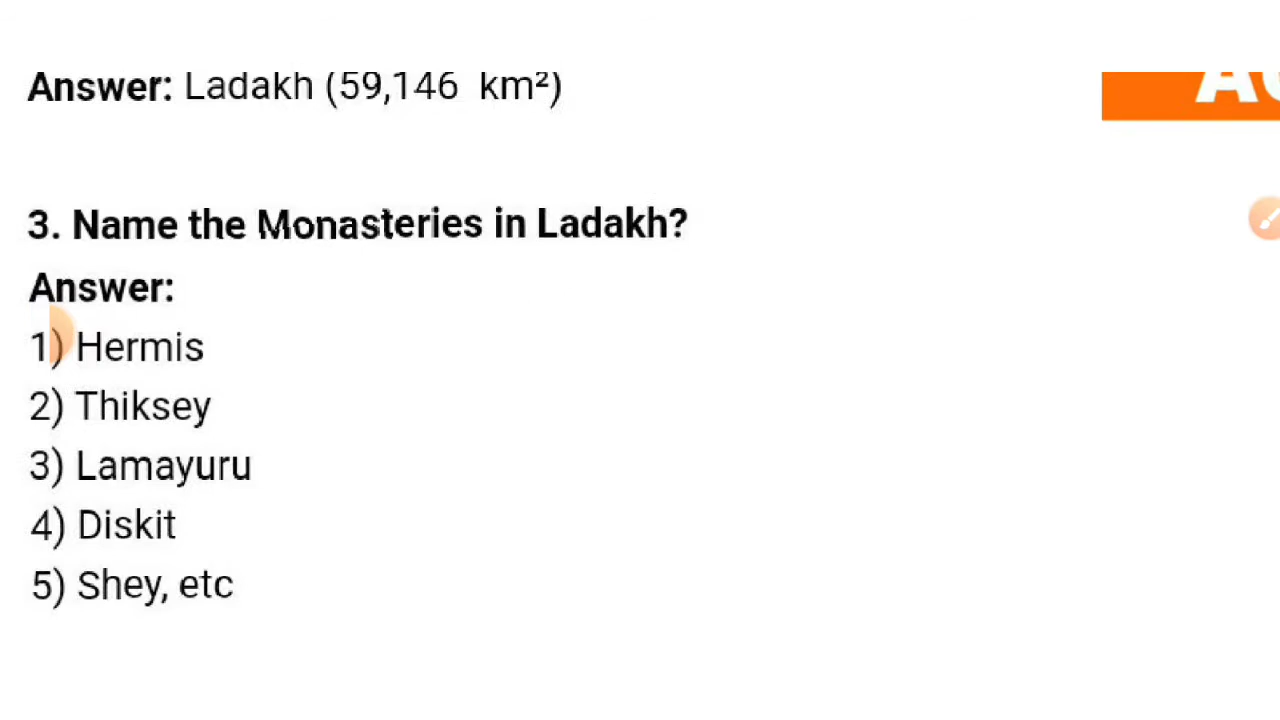 Answer: Ladakh (59,146 km²)
3. Name the Monasteries in Ladakh?
Answer:
1) Hermis
2) Thiksey
3) Lamayuru
4) Diskit
5) Shey, etc